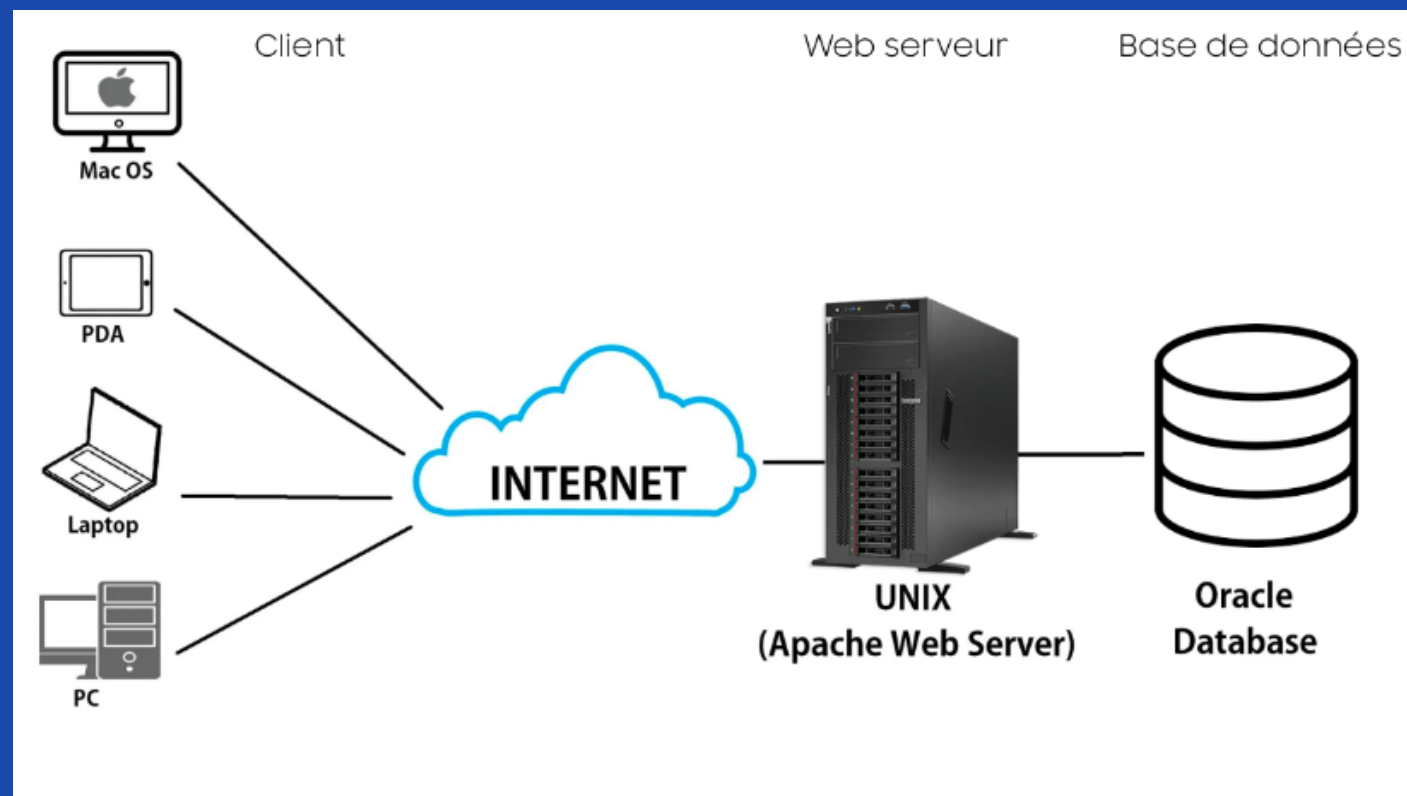 Client
Web serveur
Base de données
Mac OS
PDA
Laptop
PC
INTERNET
UNIX
(Apache Web Server)
Oracle
Database